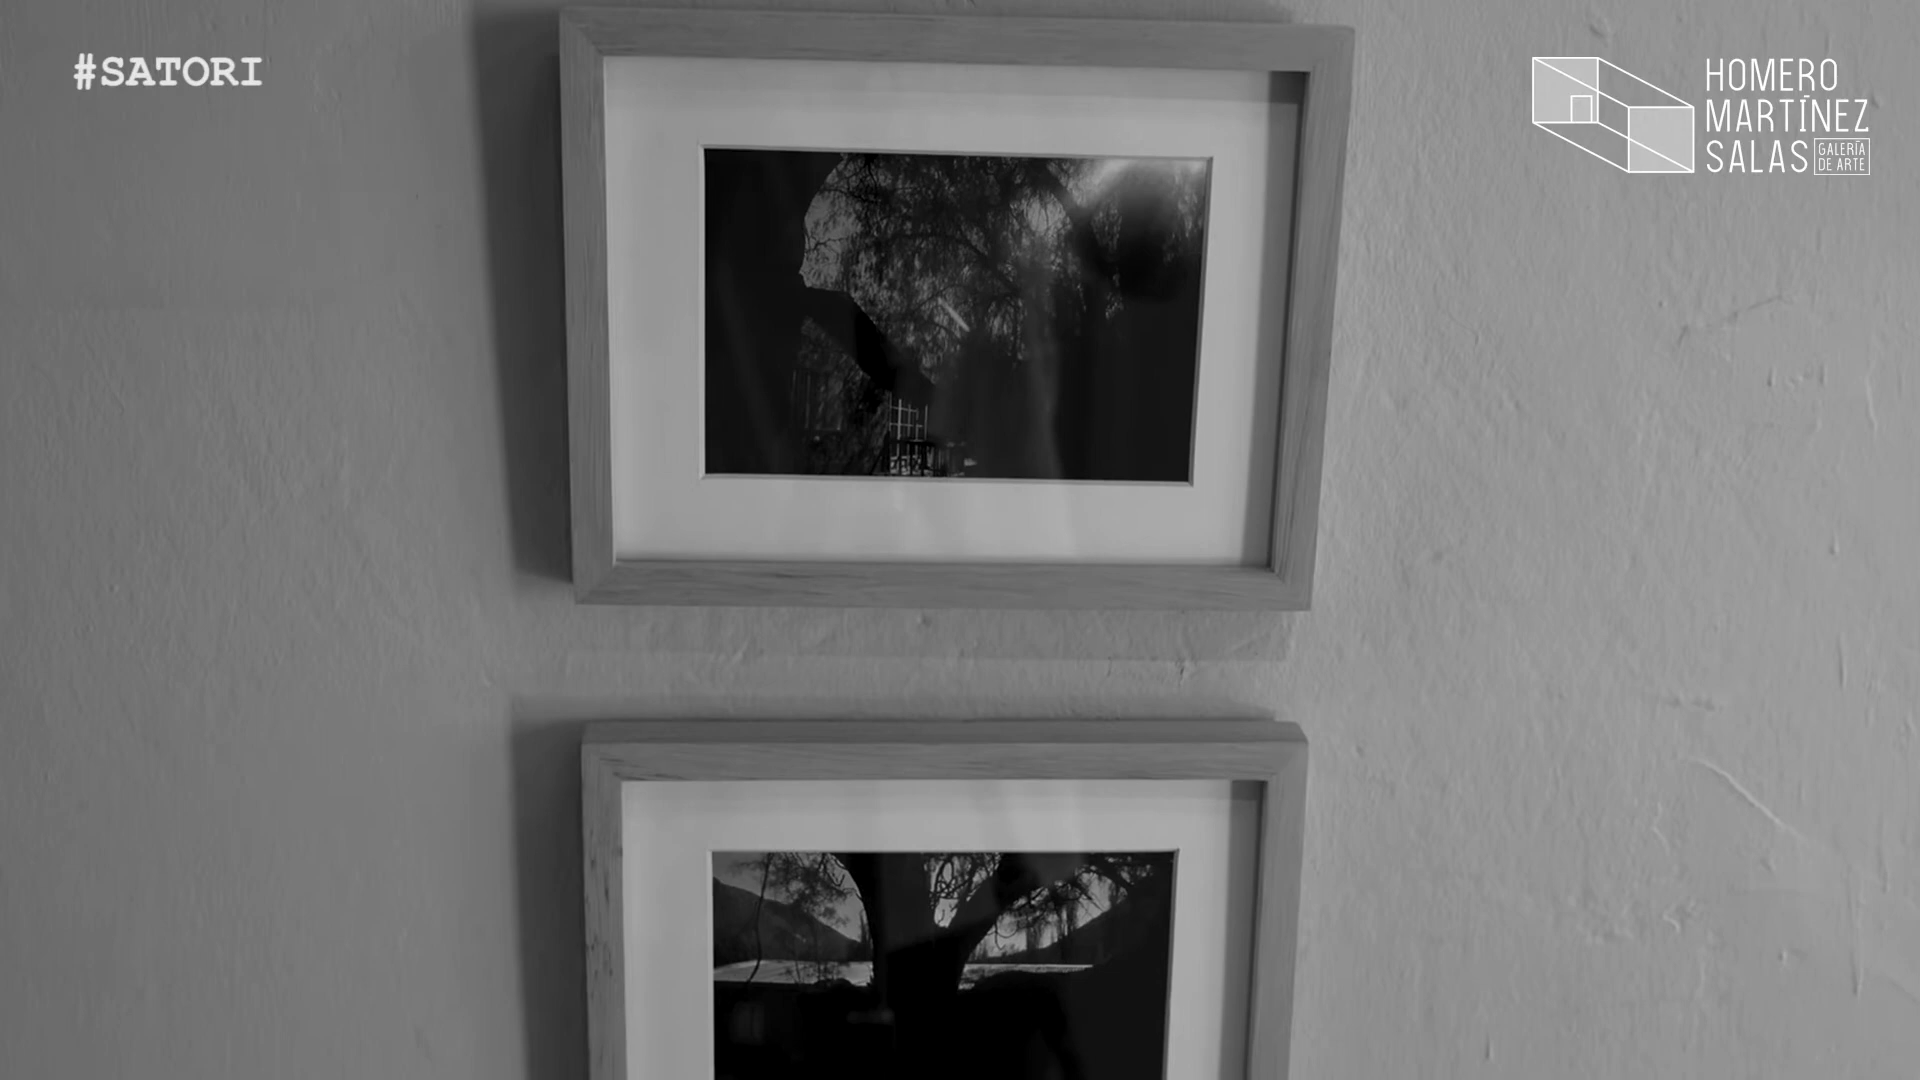 #SATORI
HOMERO
MARTÍNEZ
SALAS
GALERÍA
DE ARTE